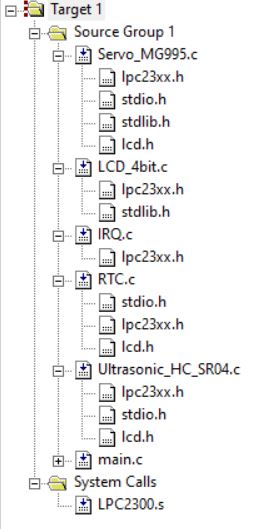 Target 1
Source Group 1
Servo_MG995.c
lpc23xx.h
stdio.h
stdlib.h
lcd.h
LCD_4bit.c
lpc23xx.h
stdlib.h
IRQ.c
lpc23xx.h
RTC.c
stdio.h
lpc23xx.h
lcd.h
Ultrasonic_HC_SR04.c
lpc23xx.h
stdio.h
lcd.h
main.c
System Calls
LPC2300.s